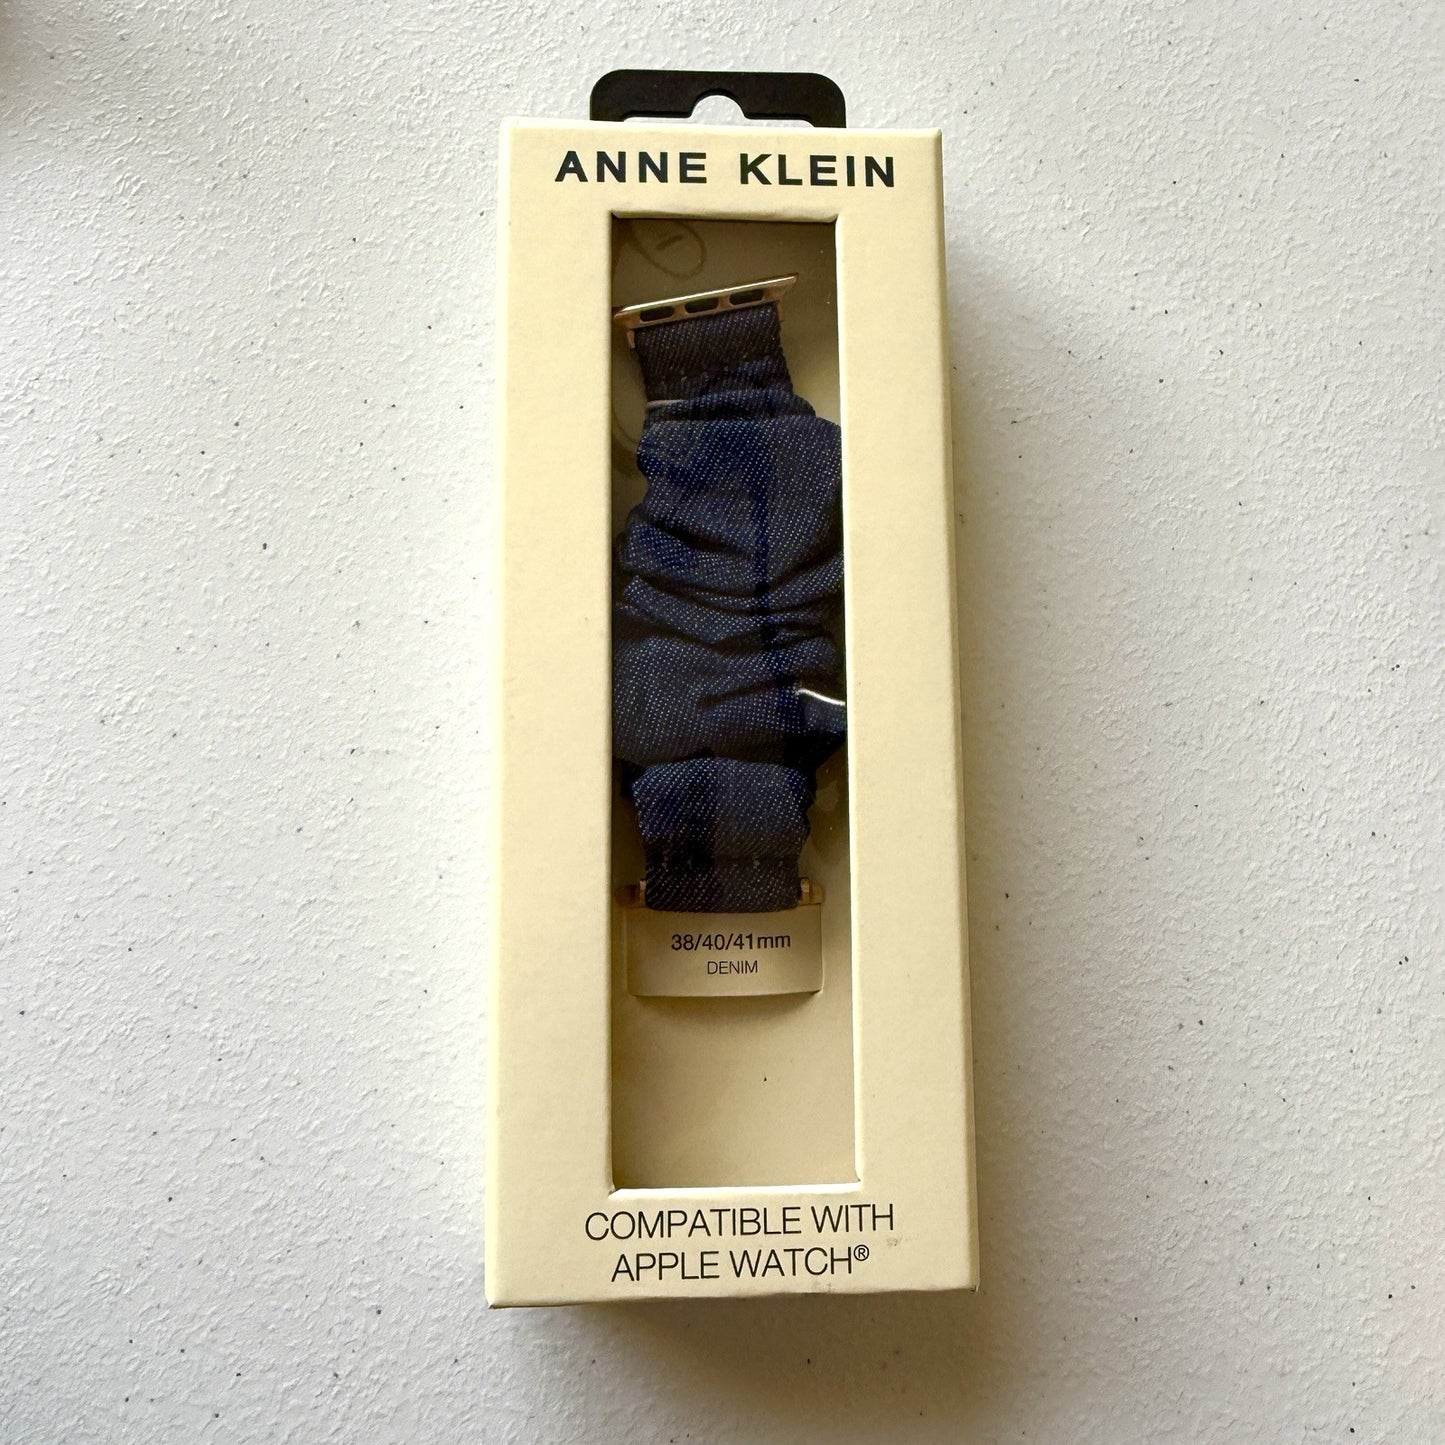 ANNE KLEIN
38/40/41mm
DENIM
COMPATIBLE WITH
APPLE WATCH®